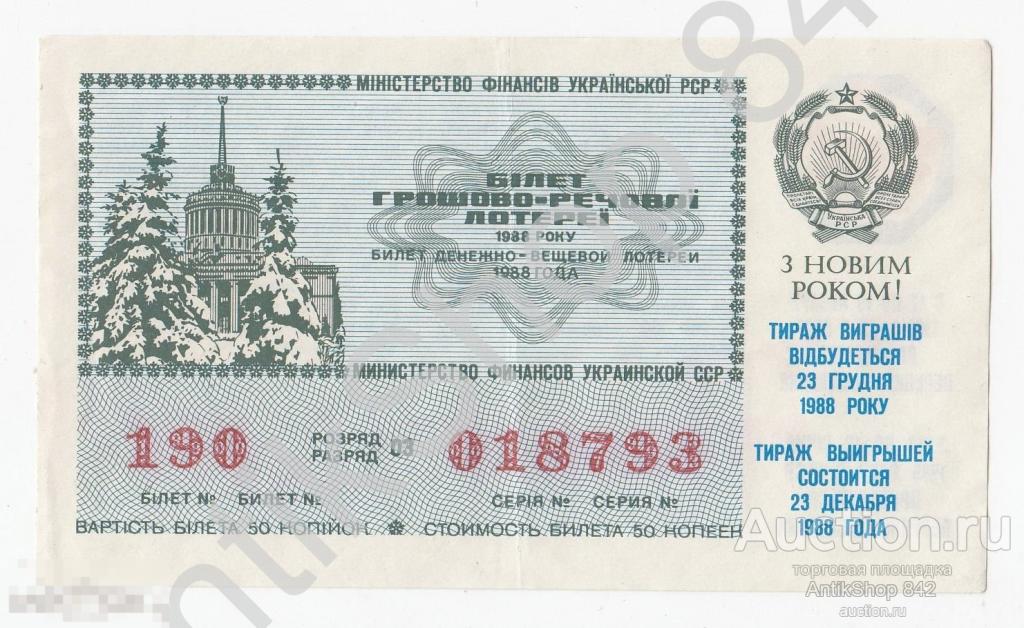 МІНІСТЕРСТВО ФІНАНСІВ УКРАЇНСЬКОЇ РСР
БІЛЕТ
ГРОШОВО-РЕЧОВОЇ
ЛОТЕРЕЇ
1988 РОКУ
БИЛЕТ ДЕНЕЖНО-ВЕЩЕВОЙ ЛОТЕРЕИ
1988 ГОДА
МИНИСТЕРСТВО ФИНАНСОВ УКРАИНСКОЙ ССР
190 РОЗРЯД РАЗРЯД 03 018793
БІЛЕТ № БИЛЕТ № СЕРІЯ № СЕРИЯ №
ВАРТІСТЬ БІЛЕТА 50 КОПІЙОК СТОИМОСТЬ БИЛЕТА 50 КОПЕЕК
УКРАЇНСЬКА
РСР
З НОВИМ
РОКОМ!
ТИРАЖ ВИГРАШІВ
ВІДБУДЕТЬСЯ
23 ГРУДНЯ
1988 РОКУ
ТИРАЖ ВЫИГРЫШЕЙ
СОСТОИТСЯ
23 ДЕКАБРЯ
1988 ГОДА
Auction.ru
торговая площадка
AntikShop 842
auction.ru